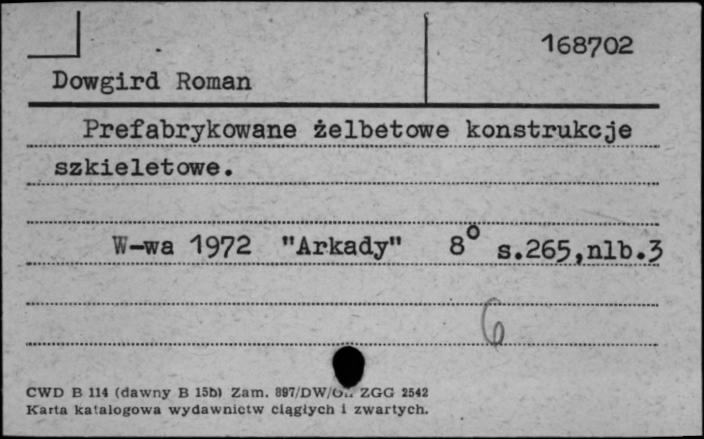 168702
Dowgird Roman
Prefabrykowane żelbetowe konstrukcje
szkieletowe.
W-wa 1972 "Arkady" 8° s.265,nlb.3
6
CWD B 114 (dawny B 15b) Zam. 897/DW/ ZGG 2542
Karta katalogowa wydawnictw ciągłych i zwartych.